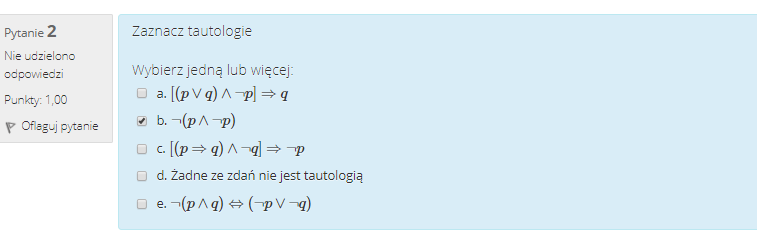 Pytanie 2
Nie udzielono
odpowiedzi
Punkty: 1,00
Oflaguj pytanie
Zaznacz tautologie
Wybierz jedną lub więcej:
a. [(p ∨ q) ∧ ¬p] ⇒ q
b. ¬(p ∧ ¬p)
c. [(p ⇒ q) ∧ ¬q] ⇒ ¬p
d. Żadne ze zdań nie jest tautologią
e. ¬(p ∧ q) ⇔ (¬p ∨ ¬q)